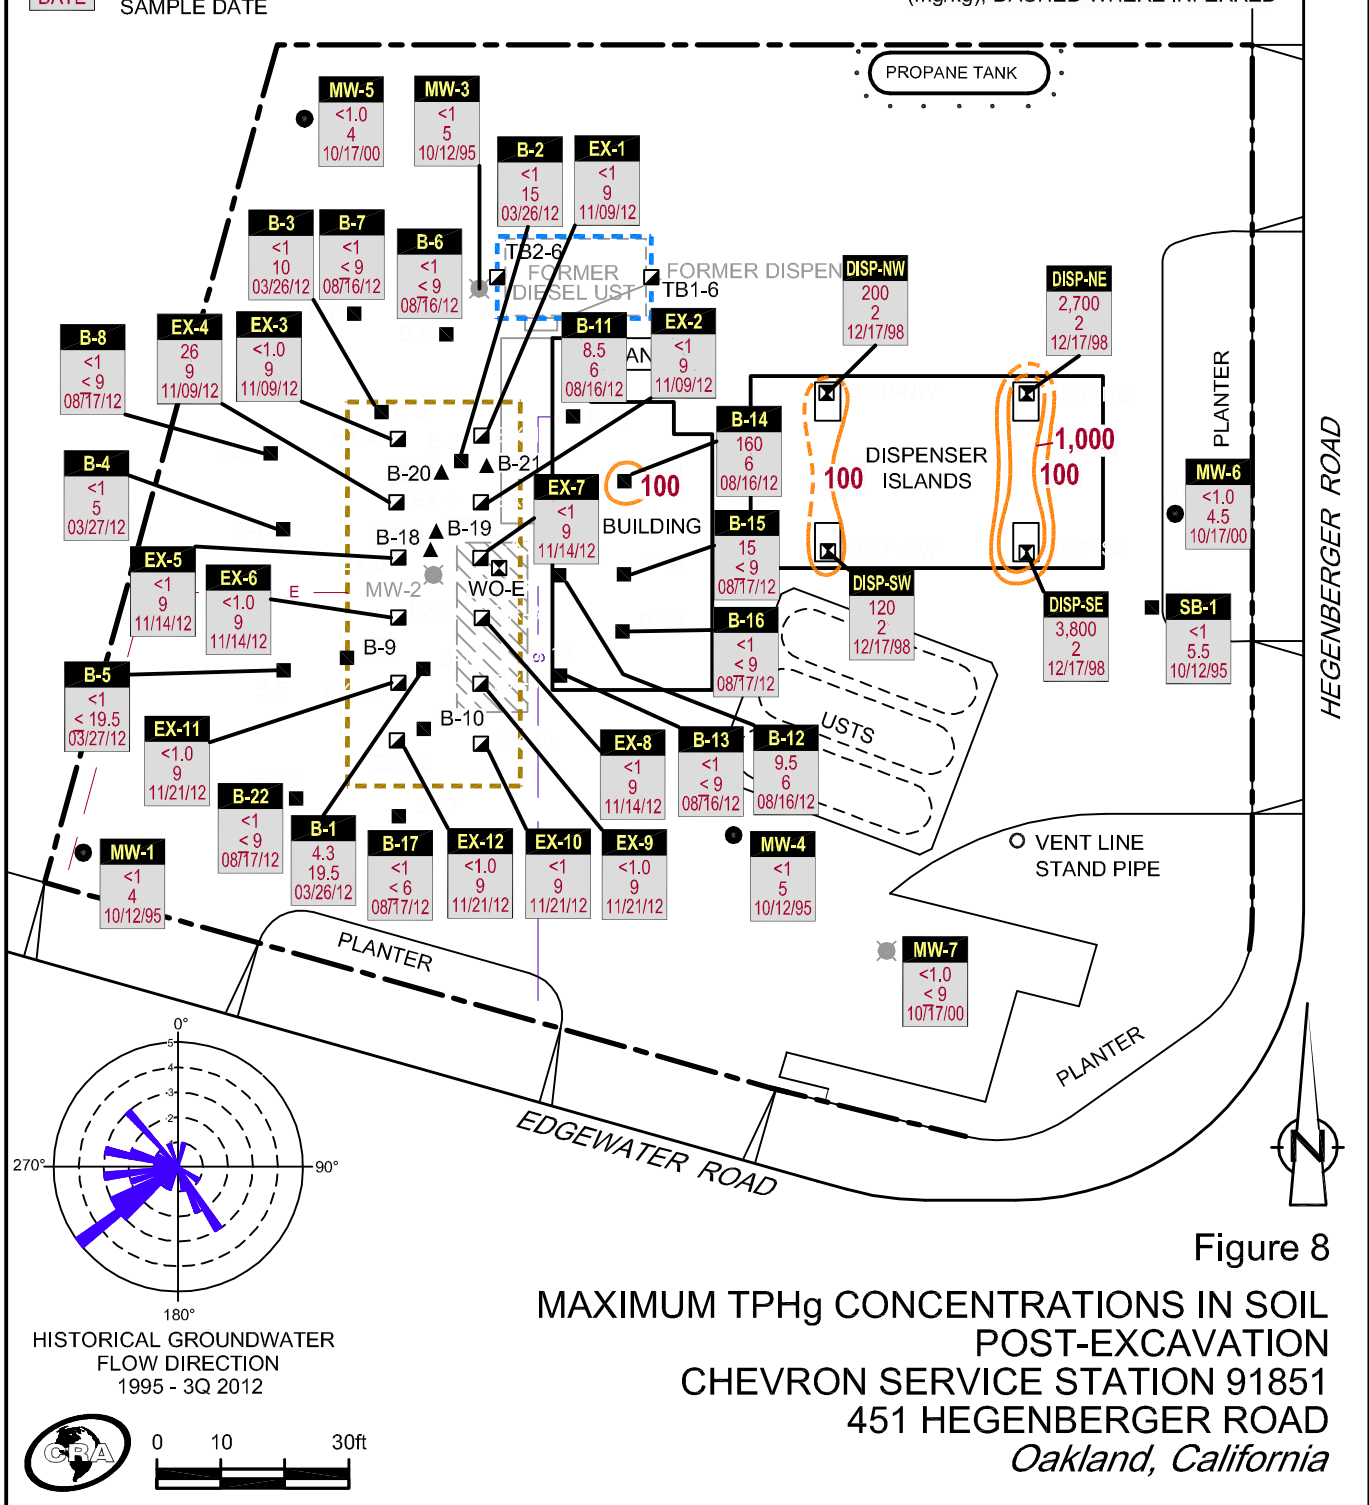 DATE
SAMPLE DATE
(mg/kg), DASHED WHERE INFERRED
PROPANE TANK
MW-5
<1.0
4
10/17/00
MW-3
<1
5
10/12/95
B-2
<1
15
03/26/12
EX-1
<1
9
11/09/12
B-3
<1
10
03/26/12
B-7
<1
<9
08/16/12
B-6
<1
<9
08/16/12
TB2-6
FORMER
DIESEL UST
FORMER DISPEN
TB1-6
DISP-NW
200
2
12/17/98
DISP-NE
2,700
2
12/17/98
B-8
<1
<9
08/17/12
EX-4
26
9
11/09/12
EX-3
<1.0
9
11/09/12
B-11
8.5
6
08/16/12
AN
EX-2
<1
9
11/09/12
PLANTER
B-4
<1
5
03/27/12
B-20
B-21
B-14
160
6
08/16/12
100
BUILDING
100
DISPENSER
ISLANDS
1,000
100
MW-6
<1.0
4.5
10/17/00
HEGENBERGER ROAD
EX-7
<1
9
11/14/12
B-18
B-19
B-15
15
<9
08/17/12
EX-5
<1
9
11/14/12
EX-6
<1.0
9
11/14/12
E
MW-2
WO-E
DISP-SW
120
2
12/17/98
DISP-SE
3,800
2
12/17/98
SB-1
<1
5.5
10/12/95
B-16
<1
<9
08/17/12
B-9
S
B-5
<1
<19.5
03/27/12
EX-11
<1.0
9
11/21/12
B-10
USTS
EX-8
<1
9
11/14/12
B-13
<1
<9
08/16/12
B-12
9.5
6
08/16/12
B-22
<1
<9
08/17/12
B-1
4.3
19.5
03/26/12
B-17
<1
<6
08/17/12
EX-12
<1.0
9
11/21/12
EX-10
<1
9
11/21/12
EX-9
<1.0
9
11/21/12
MW-4
<1
5
10/12/95
MW-1
<1
4
10/12/95
VENT LINE
STAND PIPE
PLANTER
MW-7
<1.0
<9
10/17/00
PLANTER
EDGEWATER ROAD
N
0°
5
4
3
2
270°
90°
180°
HISTORICAL GROUNDWATER
FLOW DIRECTION
1995 - 3Q 2012
CRA
0 10 30ft
Figure 8
MAXIMUM TPHg CONCENTRATIONS IN SOIL
POST-EXCAVATION
CHEVRON SERVICE STATION 91851
451 HEGENBERGER ROAD
Oakland, California